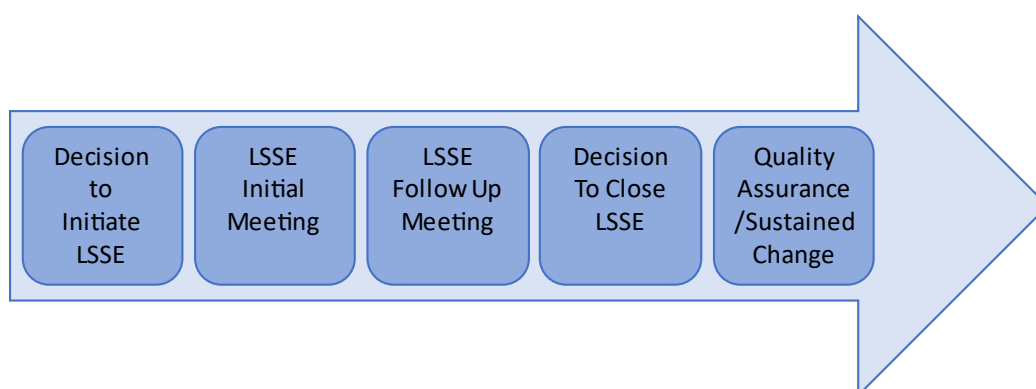 Decision
to
Initiate
LSSE
LSSE
Initial
Meeting
LSSE
Follow Up
Meeting
Decision
To Close
LSSE
Quality
Assurance
/Sustained
Change